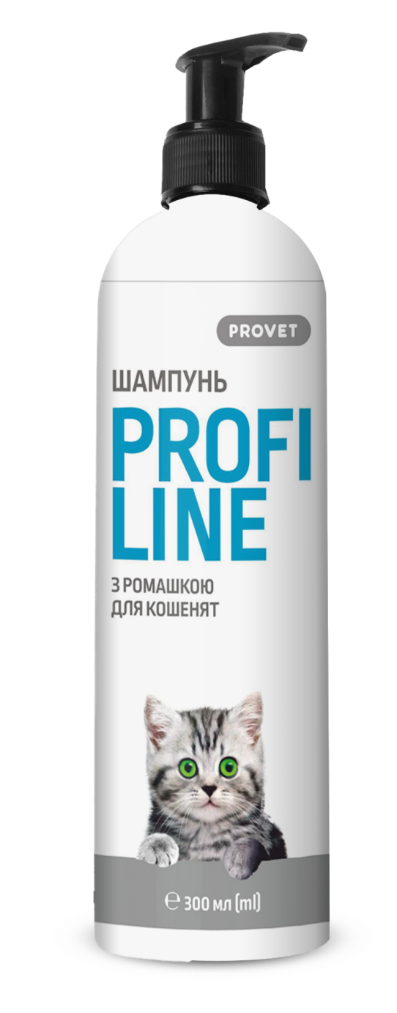 PROVET
ШАМПУНЬ
PROFI
LINE
З РОМАШКОЮ
ДЛЯ КОШЕНЯТ
℮ 300 мл (ml)